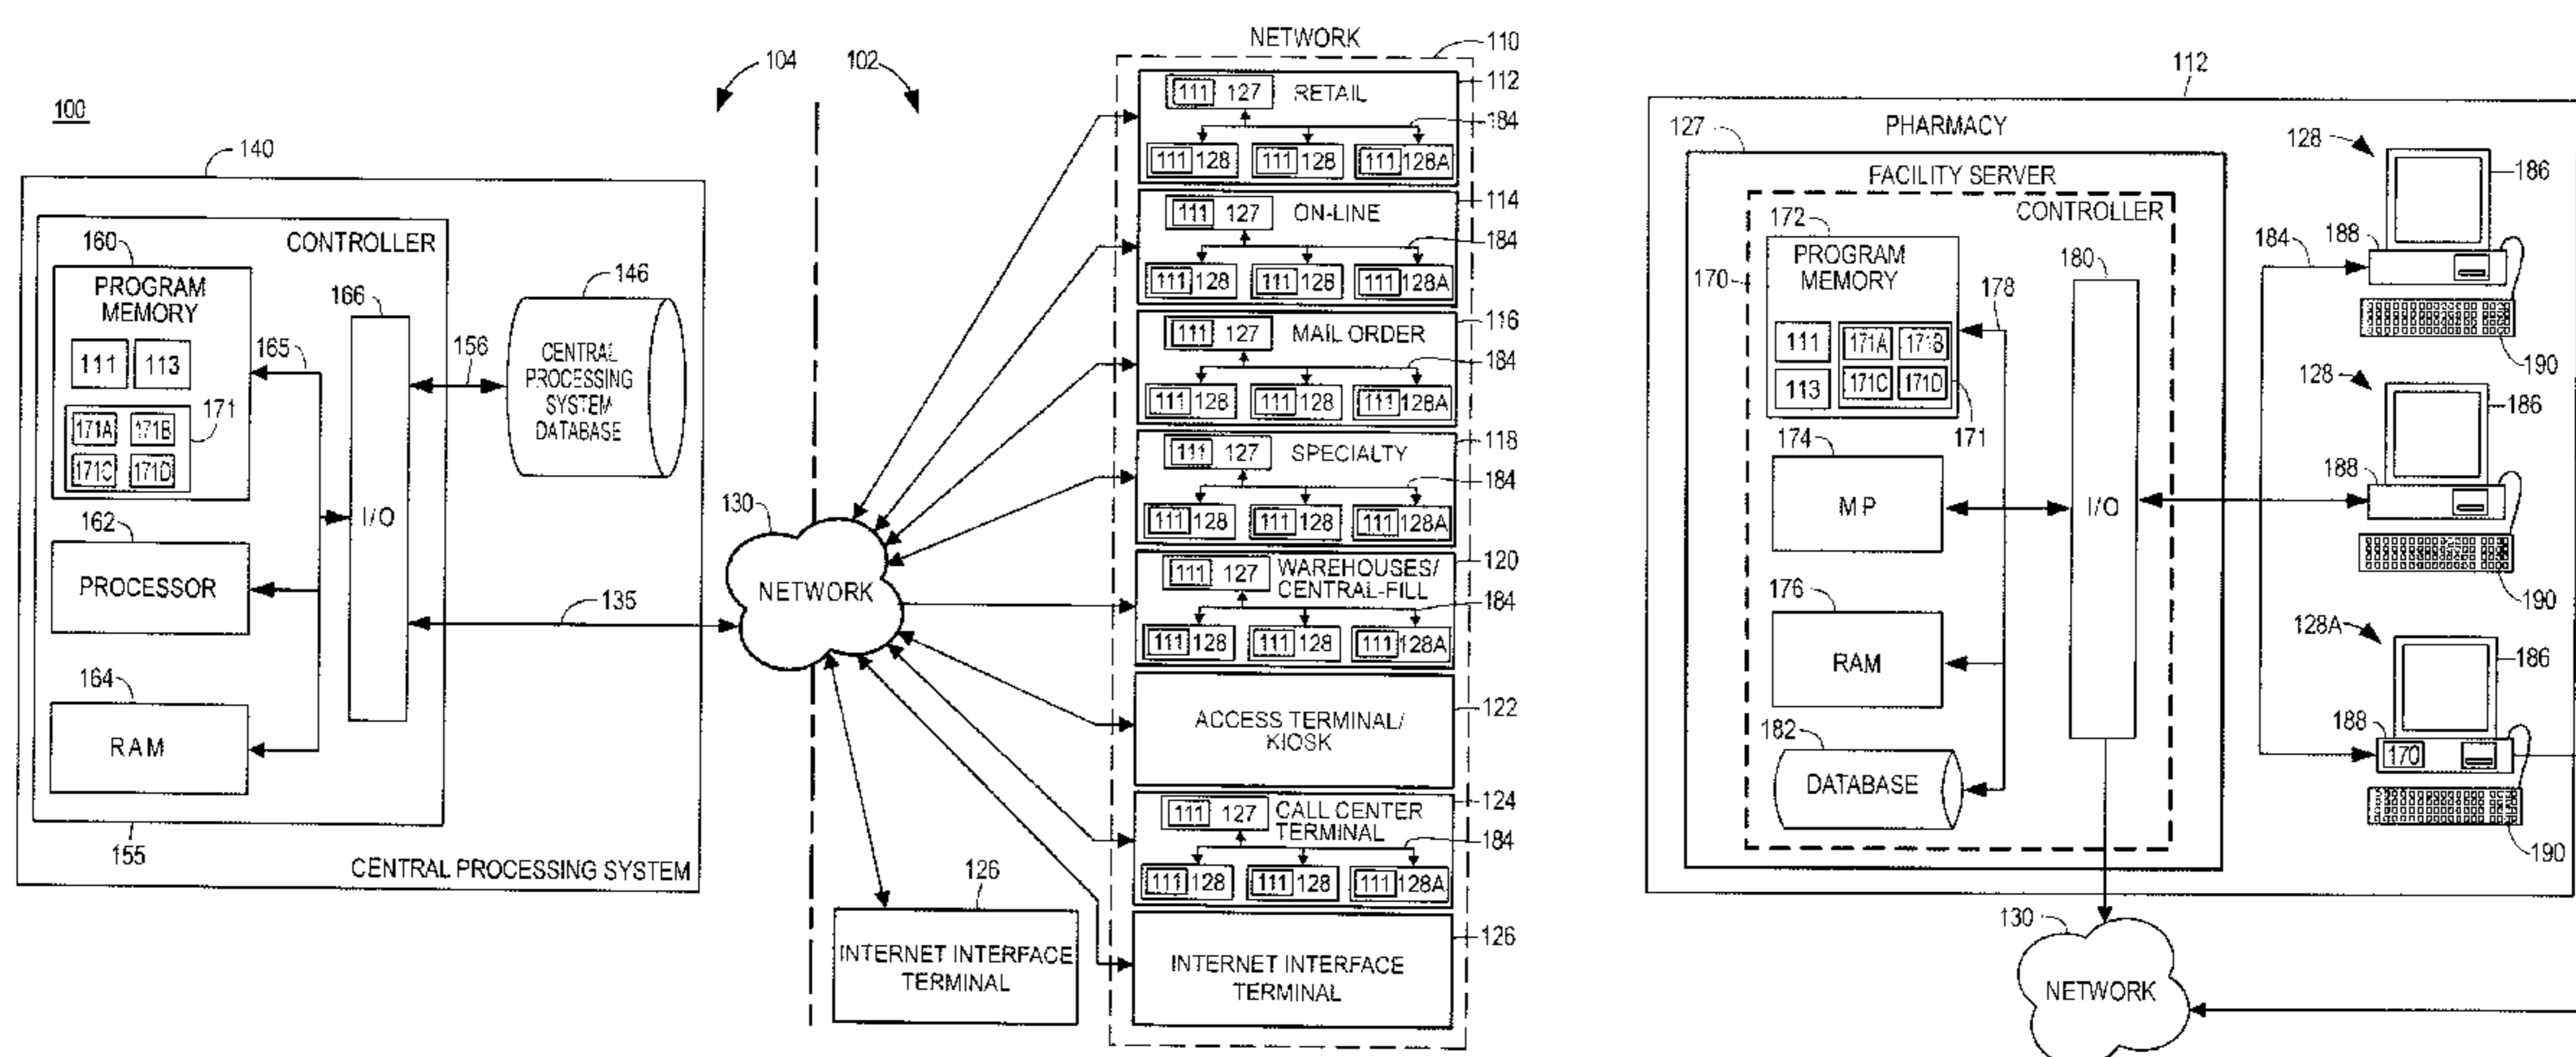 100
104
102
140
160
CONTROLLER
PROGRAM
MEMORY
111 113
171A 171B
171C 171D
171
165
166
I/O
156
146
CENTRAL
PROCESSING
SYSTEM
DATABASE
162
PROCESSOR
164
RAM
155
CENTRAL PROCESSING SYSTEM
135
130
NETWORK
126
INTERNET INTERFACE
TERMINAL
NETWORK
110
112
111 127 RETAIL
184
111 128 111 128 111 128A
114
111 127 ON-LINE
184
111 128 111 128 111 128A
116
111 127 MAIL ORDER
184
111 128 111 128 111 128A
118
111 127 SPECIALTY
184
111 128 111 128 111 128A
120
111 127 WAREHOUSES/
CENTRAL-FILL
184
111 128 111 128 111 128A
122
ACCESS TERMINAL/
KIOSK
124
111 127 CALL CENTER
TERMINAL
184
111 128 111 128 111 128A
126
INTERNET INTERFACE
TERMINAL
112
PHARMACY
127
FACILITY SERVER
CONTROLLER
170
172
PROGRAM
MEMORY
111 171A 171B
113 171C 171D
171
178
180
I/O
174
MP
176
RAM
182
DATABASE
184
128
186
188
190
128
186
188
190
128A
186
188
170
190
130
NETWORK